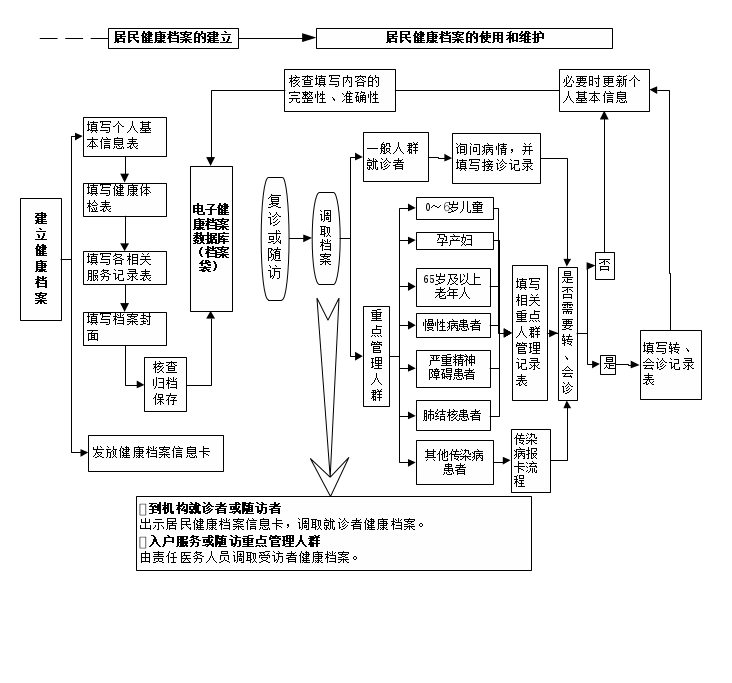 居民健康档案的建立
居民健康档案的使用和维护
核查填写内容的
完整性、准确性
必要时更新个
人基本信息
填写个人基
本信息表
填写健康体
检表
填写各相关
服务记录表
填写档案封
面
核查
归档
保存
建立健康档案
发放健康档案信息卡
电子健
康档案
数据库
（档案
袋）
复诊或随访
调取档案
一般人群
就诊者
询问病情，并
填写接诊记录
重点管理人群
0～6岁儿童
孕产妇
65岁及以上
老年人
慢性病患者
严重精神
障碍患者
肺结核患者
其他传染病
患者
填写
相关
重点
人群
管理
记录
表
传染
病报
卡流
程
是否需要转、会诊
否
是
填写转、
会诊记录
表
到机构就诊者或随访者
出示居民健康档案信息卡，调取就诊者健康档案。
入户服务或随访重点管理人群
由责任医务人员调取受访者健康档案。